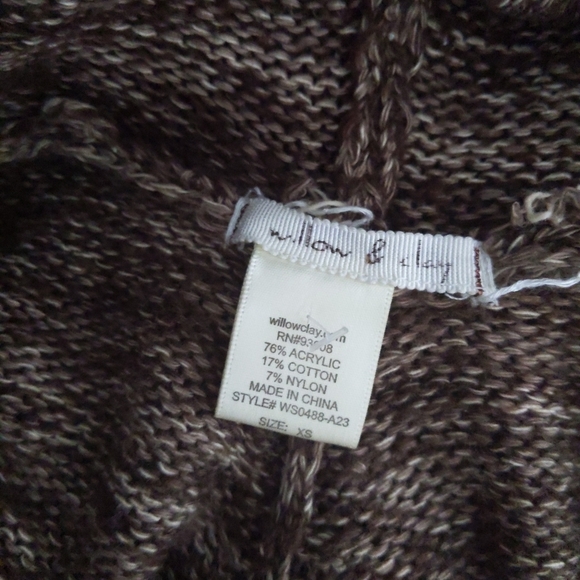 willow & clay
willowclay.com
76% ACRYLIC
17% COTTON
7% NYLON
MADE IN CHINA
STYLE# WS0488-A23
SIZE: XS